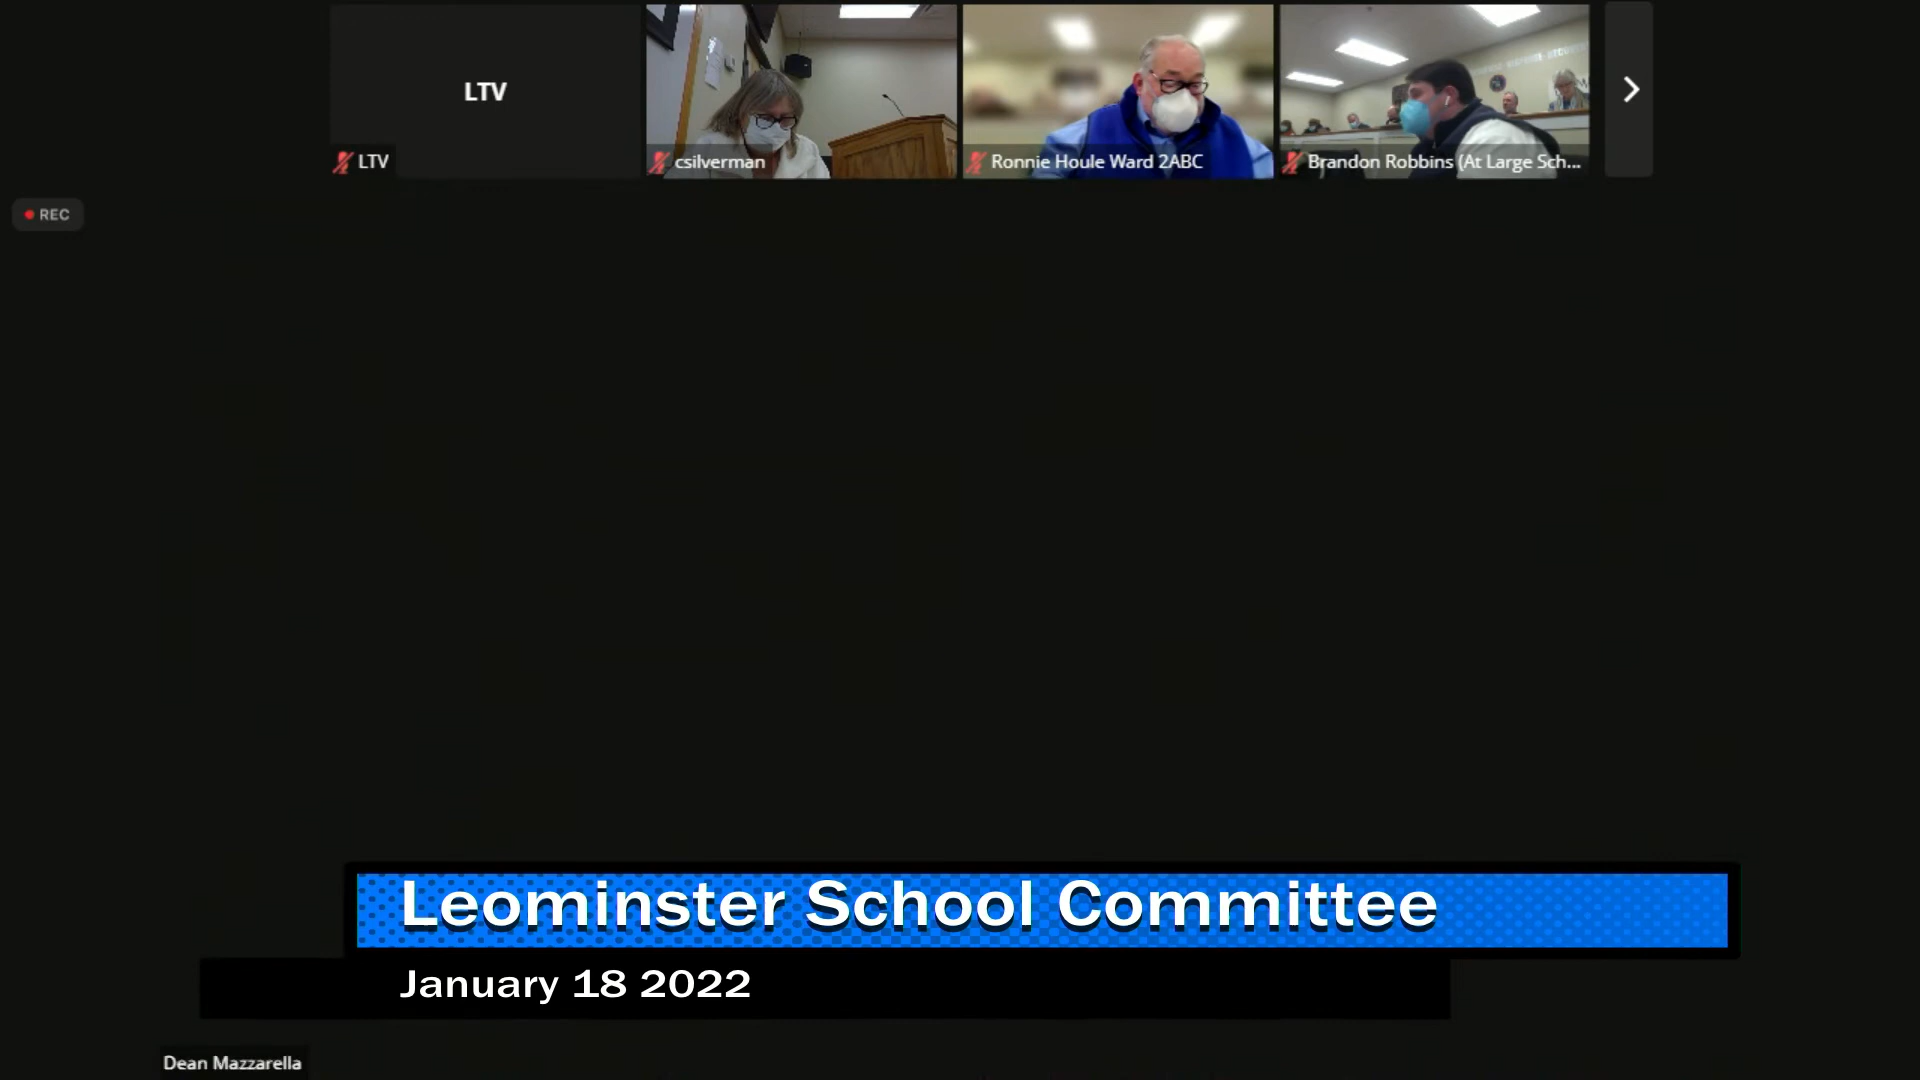 LTV
LTV
csilverman
Ronnie Houle Ward 2ABC
Brandon Robbins (At Large Sch...
REC
Leominster School Committee
January 18 2022
Dean Mazzarella